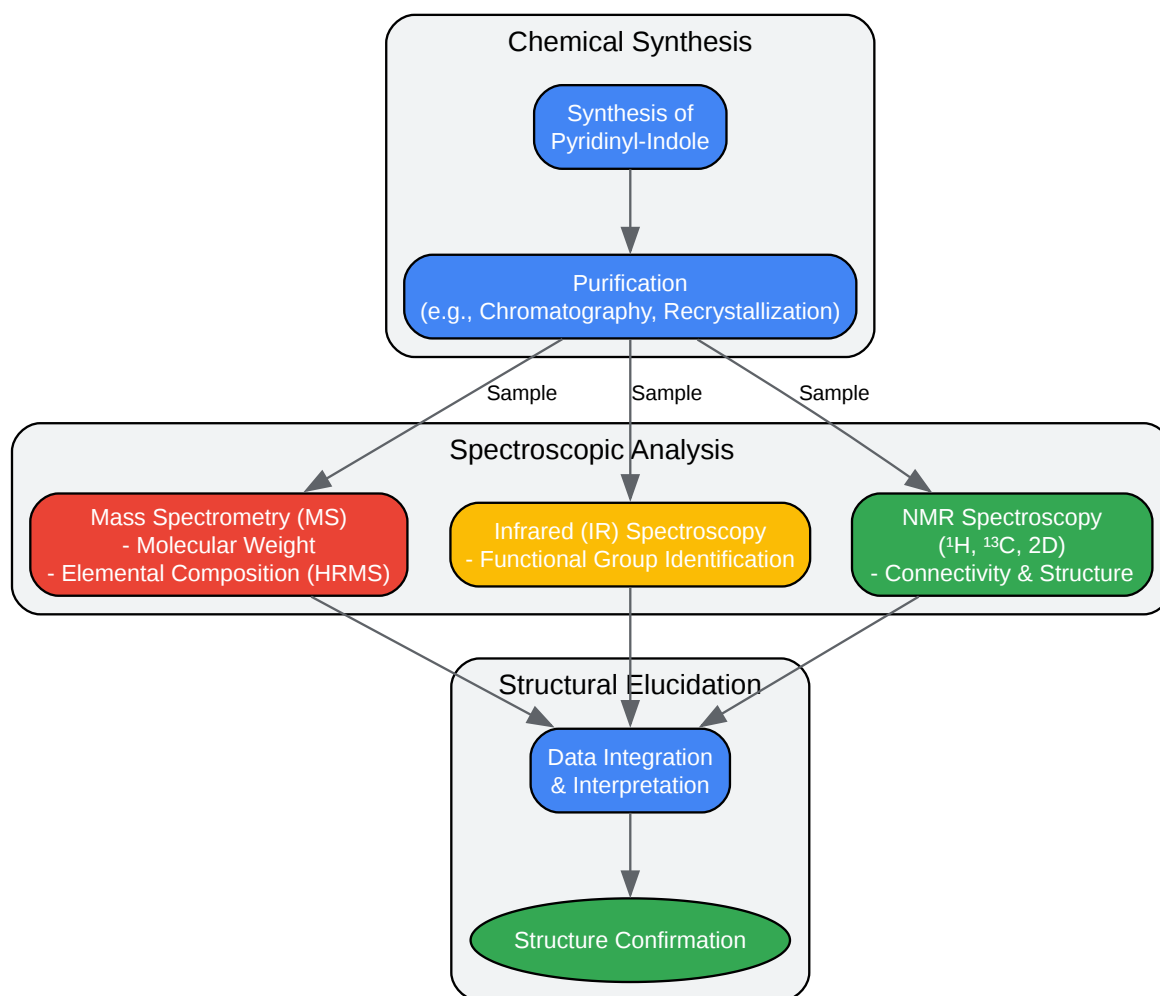 Chemical Synthesis
Synthesis of
Pyridinyl-Indole
Purification
(e.g., Chromatography, Recrystallization)
Sample
Sample
Sample
Spectroscopic Analysis
Mass Spectrometry (MS)
- Molecular Weight
- Elemental Composition (HRMS)
Infrared (IR) Spectroscopy
- Functional Group Identification
NMR Spectroscopy
(¹H, ¹³C, 2D)
- Connectivity & Structure
Structural Elucidation
Data Integration
& Interpretation
Structure Confirmation